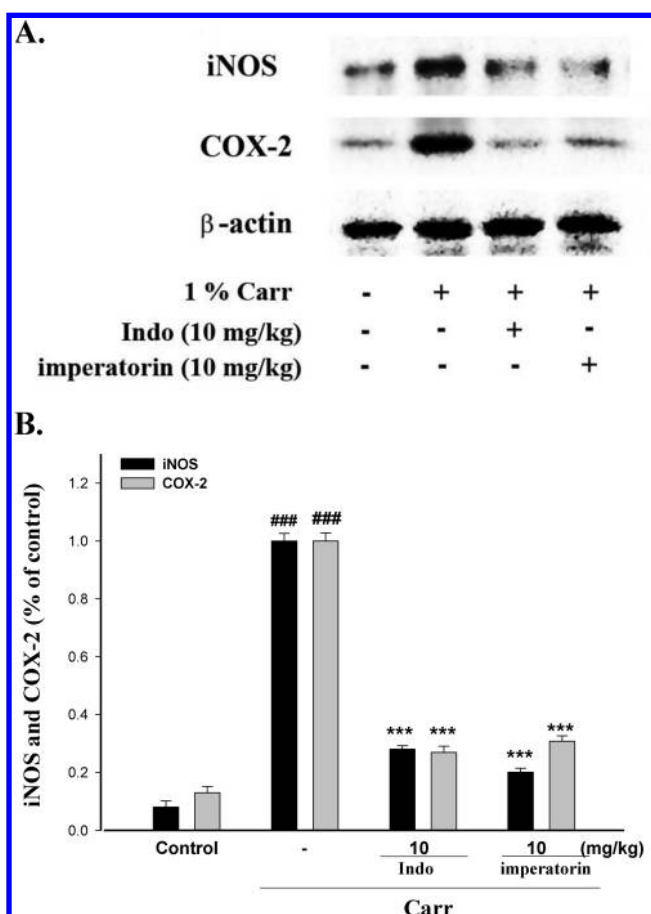 A.
iNOS
COX-2
β-actin
1 % Carr - + + +
Indo (10 mg/kg) - - + -
imperatorin (10 mg/kg) - - - +
B.
iNOS
COX-2
iNOS and COX-2 (% of control)
1.2
1.0
0.8
0.6
0.4
0.2
0.0
### ###
*** *** *** ***
Control - 10 10 (mg/kg)
Indo imperatorin
Carr